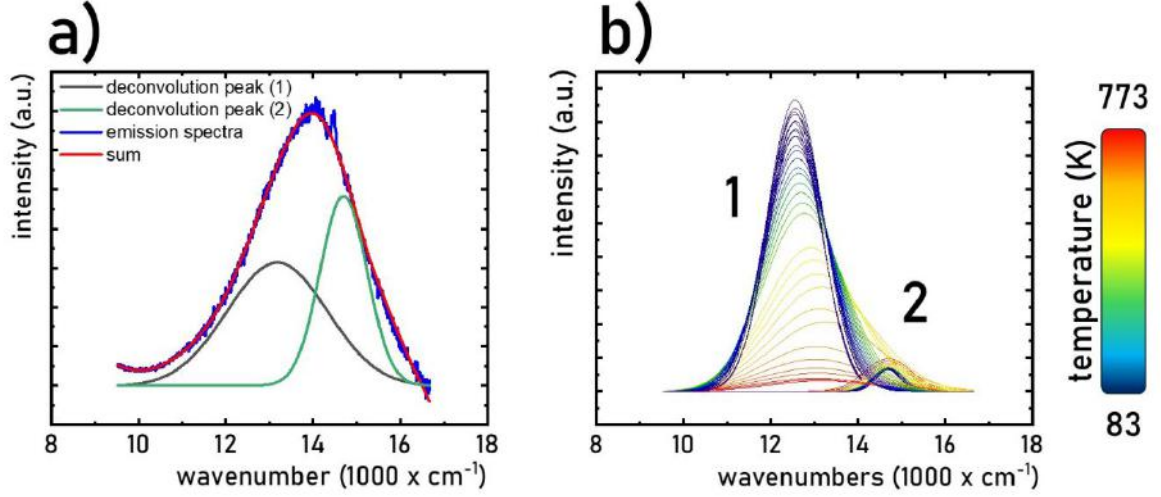 a)
intensity (a.u.)
deconvolution peak (1)
deconvolution peak (2)
emission spectra
sum
8 10 12 14 16 18
wavenumber (1000 x cm⁻¹)
b)
intensity (a.u.)
1
2
8 10 12 14 16 18
wavenumbers (1000 x cm⁻¹)
773
temperature (K)
83